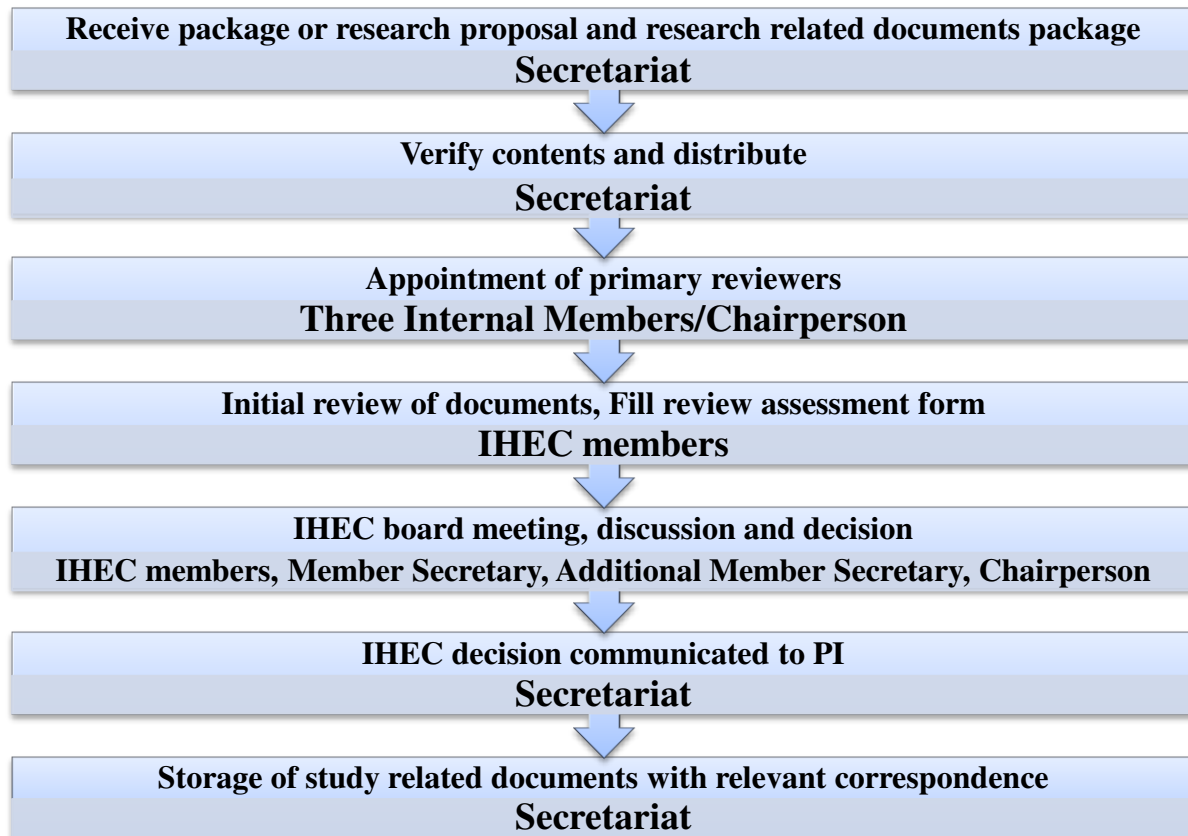 Receive package or research proposal and research related documents package
Secretariat
Verify contents and distribute
Secretariat
Appointment of primary reviewers
Three Internal Members/Chairperson
Initial review of documents, Fill review assessment form
IHEC members
IHEC board meeting, discussion and decision
IHEC members, Member Secretary, Additional Member Secretary, Chairperson
IHEC decision communicated to PI
Secretariat
Storage of study related documents with relevant correspondence
Secretariat